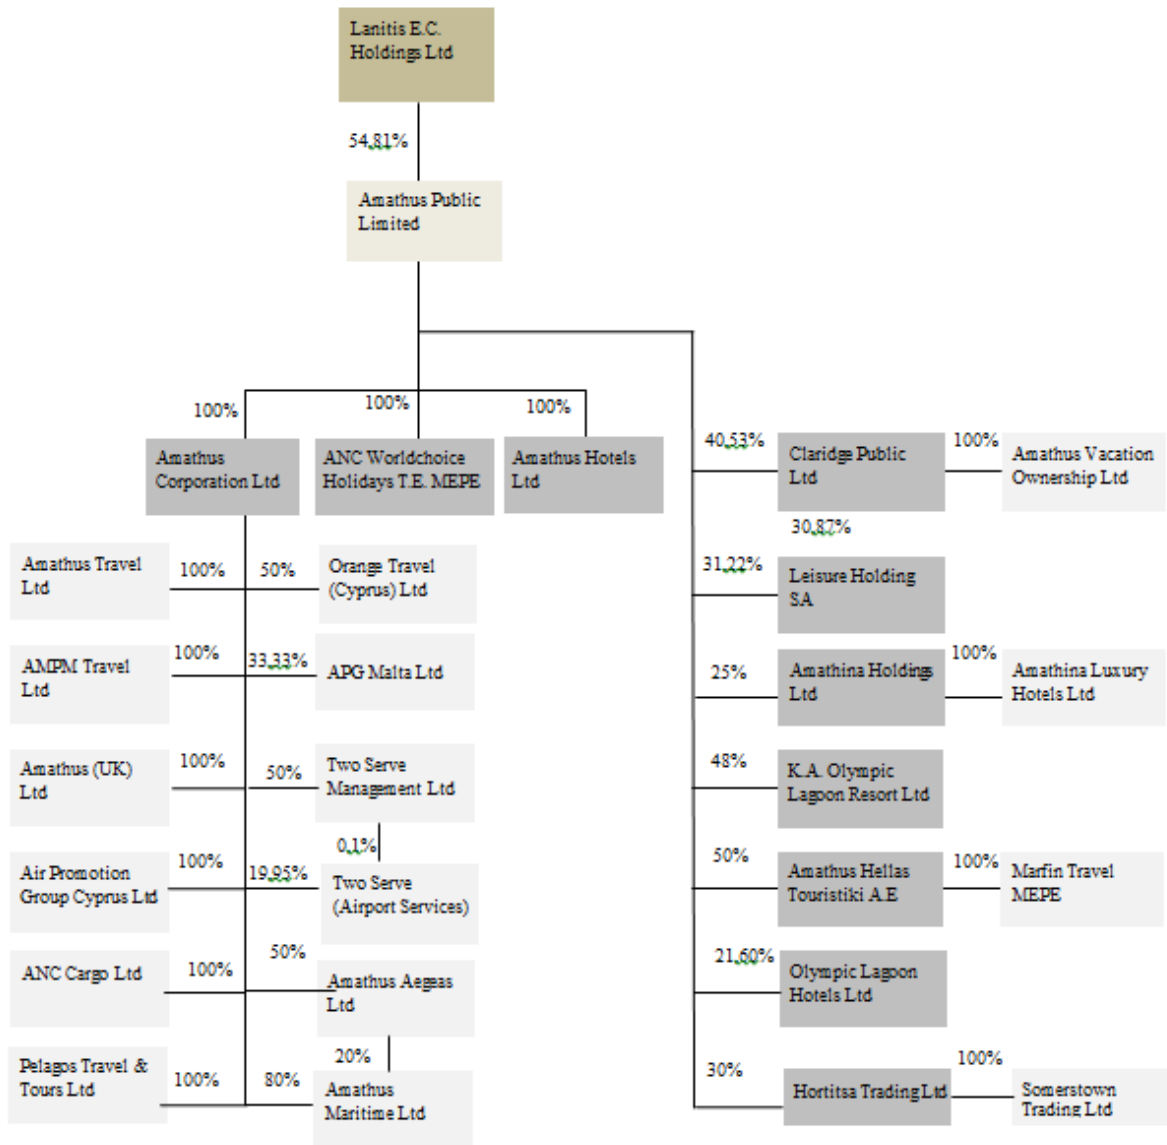 Lanitis E.C.
Holdings Ltd
54,81%
Amathus Public
Limited
100%
100%
100%
Amathus
Corporation Ltd
ANC Worldchoice
Holidays T.E. MEPE
Amathus Hotels
Ltd
40,53%
Claridge Public
Ltd
100%
Amathus Vacation
Ownership Ltd
30,87%
Amathus Travel
Ltd
100%
50%
Orange Travel
(Cyprus) Ltd
31,22%
Leisure Holding
SA
AMPM Travel
Ltd
100%
33,33%
APG Malta Ltd
25%
Amathina Holdings
Ltd
100%
Amathina Luxury
Hotels Ltd
Amathus (UK)
Ltd
100%
50%
Two Serve
Management Ltd
48%
K.A. Olympic
Lagoon Resort Ltd
0,1%
Air Promotion
Group Cyprus Ltd
100%
19,95%
Two Serve
(Airport Services)
50%
Amathus Hellas
Touristiki A.E
100%
Marfin Travel
MEPE
ANC Cargo Ltd
100%
50%
Amathus Aegeas
Ltd
21,60%
Olympic Lagoon
Hotels Ltd
20%
Pelagos Travel &
Tours Ltd
100%
80%
Amathus
Maritime Ltd
30%
Hortitsa Trading Ltd
100%
Somerstown
Trading Ltd